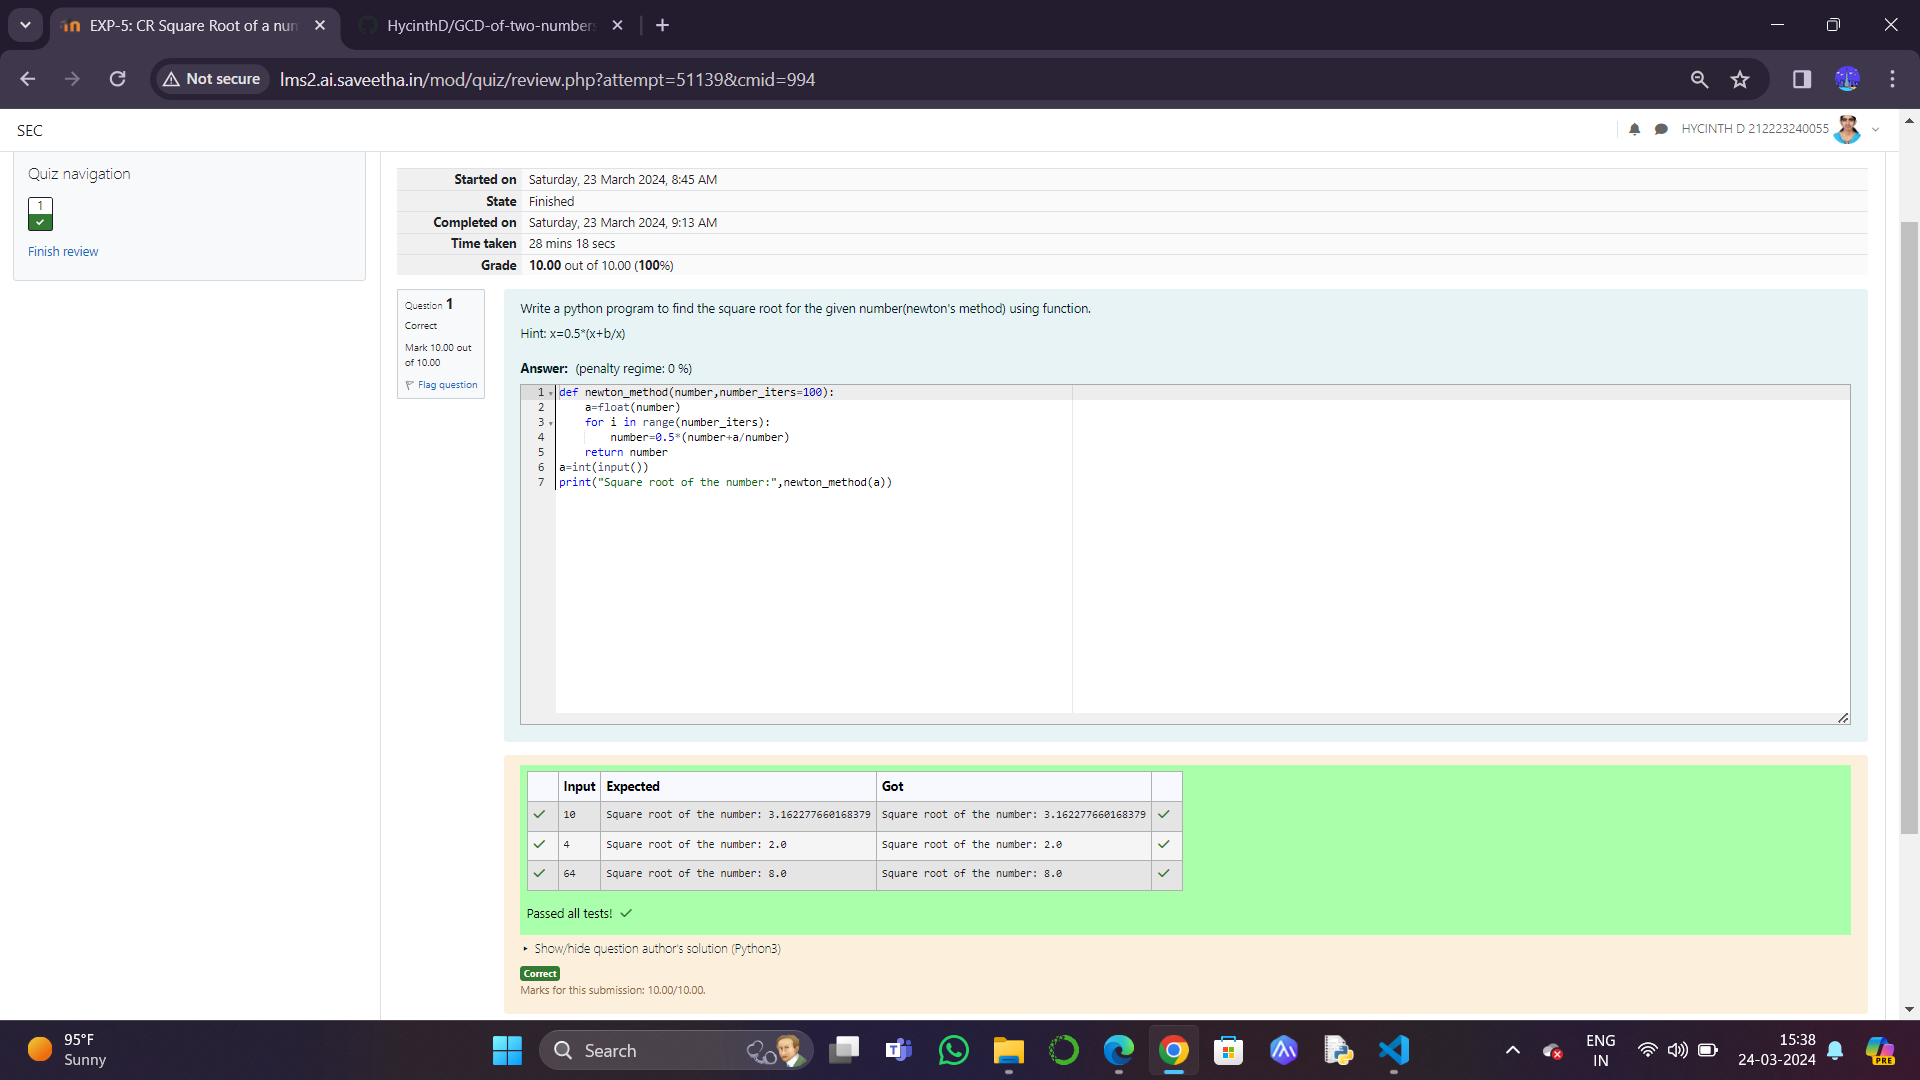 EXP-5: CR Square Root of a num
HycinthD/GCD-of-two-numbers
Not secure
lms2.ai.saveetha.in/mod/quiz/review.php?attempt=51139&cmid=994
SEC
HYCINTH D 212223240055
Quiz navigation
1
Finish review
Started on Saturday, 23 March 2024, 8:45 AM
State Finished
Completed on Saturday, 23 March 2024, 9:13 AM
Time taken 28 mins 18 secs
Grade 10.00 out of 10.00 (100%)
Question 1
Correct
Mark 10.00 out
of 10.00
Flag question
Write a python program to find the square root for the given number(newton's method) using function.
Hint: x=0.5*(x+b/x)
Answer: (penalty regime: 0 %)
1 def newton_method(number,number_iters=100):
2 a=float(number)
3 for i in range(number_iters):
4 number=0.5*(number+a/number)
5 return number
6 a=int(input())
7 print("Square root of the number:",newton_method(a))
Input Expected Got
10 Square root of the number: 3.162277660168379 Square root of the number: 3.162277660168379
4 Square root of the number: 2.0 Square root of the number: 2.0
64 Square root of the number: 8.0 Square root of the number: 8.0
Passed all tests!
Show/hide question author's solution (Python3)
Correct
Marks for this submission: 10.00/10.00.
95°F
Sunny
Search
ENG
IN
15:38
24-03-2024
PRE